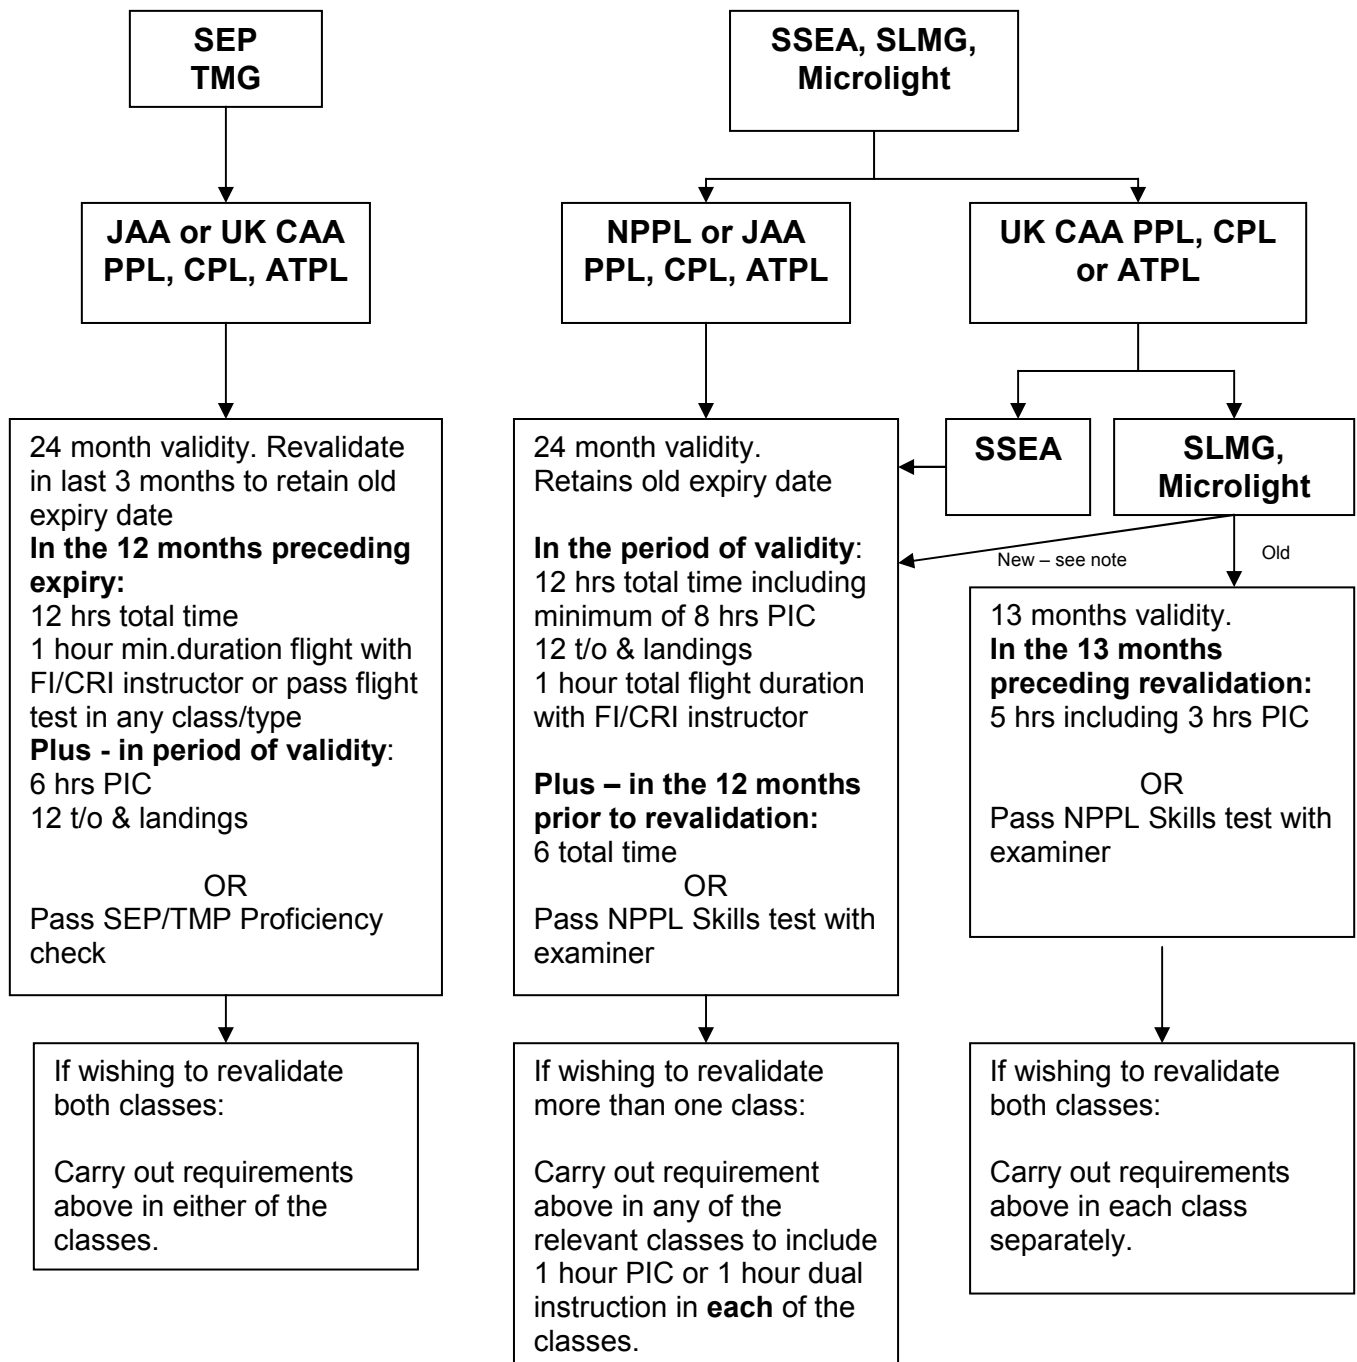 SEP
TMG
SSEA, SLMG,
Microlight
JAA or UK CAA
PPL, CPL, ATPL
NPPL or JAA
PPL, CPL, ATPL
UK CAA PPL, CPL
or ATPL
24 month validity. Revalidate
in last 3 months to retain old
expiry date
In the 12 months preceding
expiry:
12 hrs total time
1 hour min.duration flight with
FI/CRI instructor or pass flight
test in any class/type
Plus - in period of validity:
6 hrs PIC
12 t/o & landings
OR
Pass SEP/TMP Proficiency
check
24 month validity.
Retains old expiry date
In the period of validity:
12 hrs total time including
minimum of 8 hrs PIC
12 t/o & landings
1 hour total flight duration
with FI/CRI instructor
Plus – in the 12 months
prior to revalidation:
6 total time
OR
Pass NPPL Skills test with
examiner
SSEA
SLMG,
Microlight
New – see note
Old
13 months validity.
In the 13 months
preceding revalidation:
5 hrs including 3 hrs PIC
OR
Pass NPPL Skills test with
examiner
If wishing to revalidate
both classes:
Carry out requirements
above in either of the
classes.
If wishing to revalidate
more than one class:
Carry out requirement
above in any of the
relevant classes to include
1 hour PIC or 1 hour dual
instruction in each of the
classes.
If wishing to revalidate
both classes:
Carry out requirements
above in each class
separately.